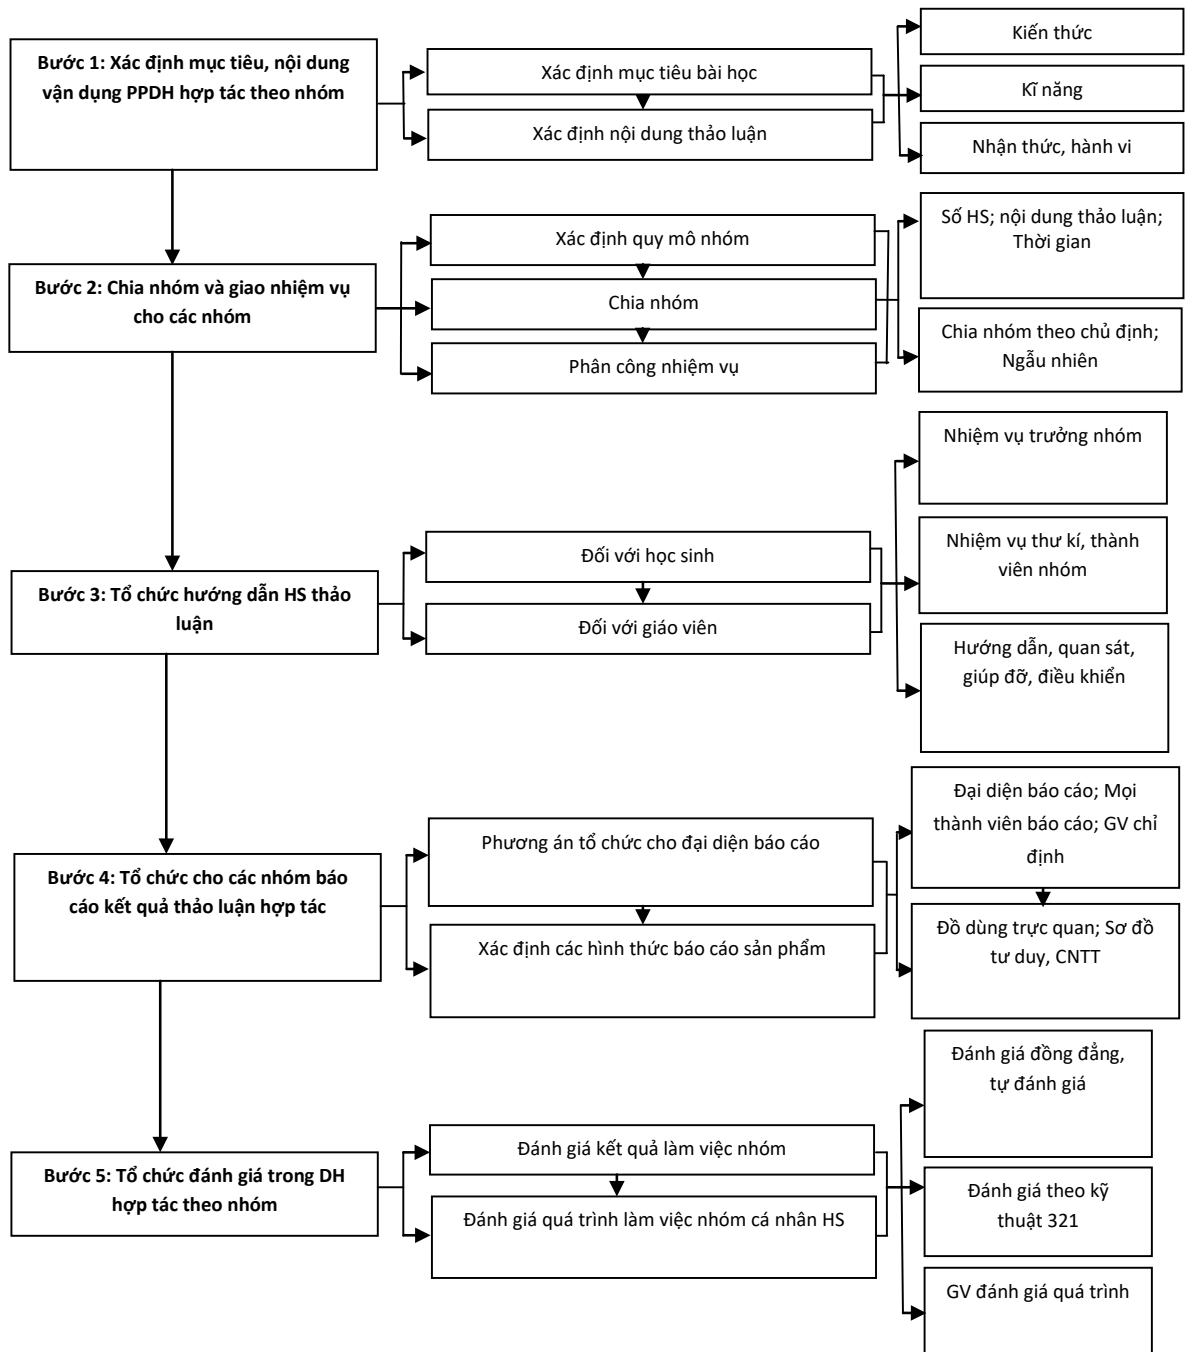 Bước 1: Xác định mục tiêu, nội dung
vận dụng PPDH hợp tác theo nhóm
Xác định mục tiêu bài học
Xác định nội dung thảo luận
Kiến thức
Kĩ năng
Nhận thức, hành vi
Bước 2: Chia nhóm và giao nhiệm vụ
cho các nhóm
Xác định quy mô nhóm
Chia nhóm
Phân công nhiệm vụ
Số HS; nội dung thảo luận;
Thời gian
Chia nhóm theo chủ định;
Ngẫu nhiên
Bước 3: Tổ chức hướng dẫn HS thảo
luận
Đối với học sinh
Đối với giáo viên
Nhiệm vụ trưởng nhóm
Nhiệm vụ thư kí, thành
viên nhóm
Hướng dẫn, quan sát,
giúp đỡ, điều khiển
Bước 4: Tổ chức cho các nhóm báo
cáo kết quả thảo luận hợp tác
Phương án tổ chức cho đại diện báo cáo
Xác định các hình thức báo cáo sản phẩm
Đại diện báo cáo; Mọi
thành viên báo cáo; GV chỉ
định
Đồ dùng trực quan; Sơ đồ
tư duy, CNTT
Bước 5: Tổ chức đánh giá trong DH
hợp tác theo nhóm
Đánh giá kết quả làm việc nhóm
Đánh giá quá trình làm việc nhóm cá nhân HS
Đánh giá đồng đẳng,
tự đánh giá
Đánh giá theo kỹ
thuật 321
GV đánh giá quá trình